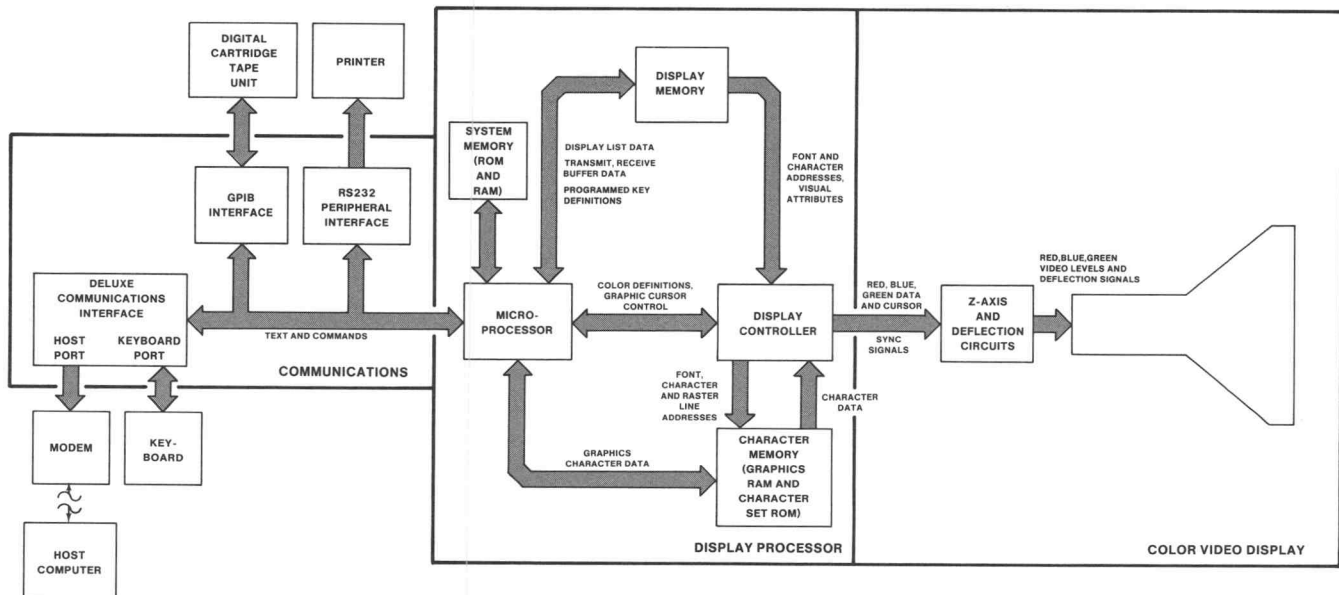 DIGITAL
CARTRIDGE
TAPE
UNIT
PRINTER
GPIB
INTERFACE
RS232
PERIPHERAL
INTERFACE
DELUXE
COMMUNICATIONS
INTERFACE
HOST
PORT
KEYBOARD
PORT
TEXT AND COMMANDS
COMMUNICATIONS
MODEM
KEY-
BOARD
HOST
COMPUTER
SYSTEM
MEMORY
(ROM
AND
RAM)
DISPLAY
MEMORY
DISPLAY LIST DATA
TRANSMIT, RECEIVE
BUFFER DATA
PROGRAMMED KEY
DEFINITIONS
FONT AND
CHARACTER
ADDRESSES,
VISUAL
ATTRIBUTES
MICRO-
PROCESSOR
COLOR DEFINITIONS,
GRAPHIC CURSOR
CONTROL
DISPLAY
CONTROLLER
FONT,
CHARACTER
AND RASTER
LINE
ADDRESSES
CHARACTER
DATA
GRAPHICS
CHARACTER DATA
CHARACTER
MEMORY
(GRAPHICS
RAM AND
CHARACTER
SET ROM)
DISPLAY PROCESSOR
RED, BLUE,
GREEN DATA
AND CURSOR
SYNC
SIGNALS
Z-AXIS
AND
DEFLECTION
CIRCUITS
RED,BLUE,GREEN
VIDEO LEVELS AND
DEFLECTION SIGNALS
COLOR VIDEO DISPLAY